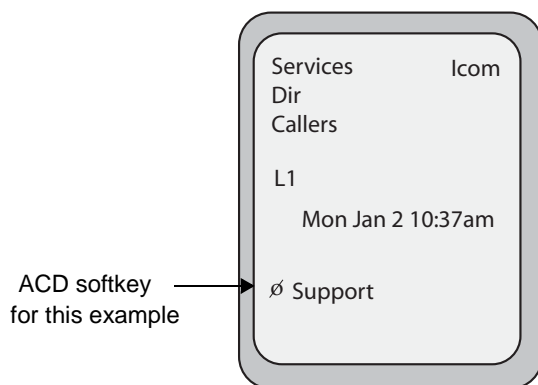 Services Icom
Dir
Callers
L1
Mon Jan 2 10:37am
ACD softkey
for this example
ø Support